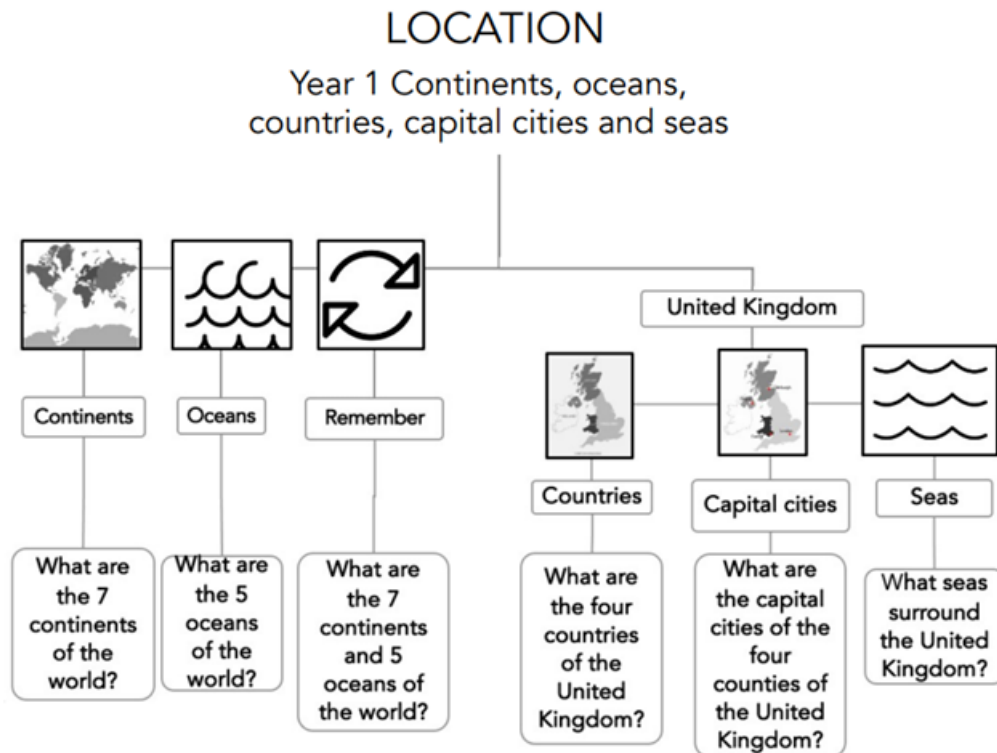 LOCATION
Year 1 Continents, oceans,
countries, capital cities and seas
United Kingdom
Continents
Oceans
Remember
Countries
Capital cities
Seas
What are
the 7
continents
of the
world?
What are
the 5
oceans
of the
world?
What are
the 7
continents
and 5
oceans of
the world?
What are
the four
countries
of the
United
Kingdom?
What are
the capital
cities of the
four
counties of
the United
Kingdom?
What seas
surround
the United
Kingdom?